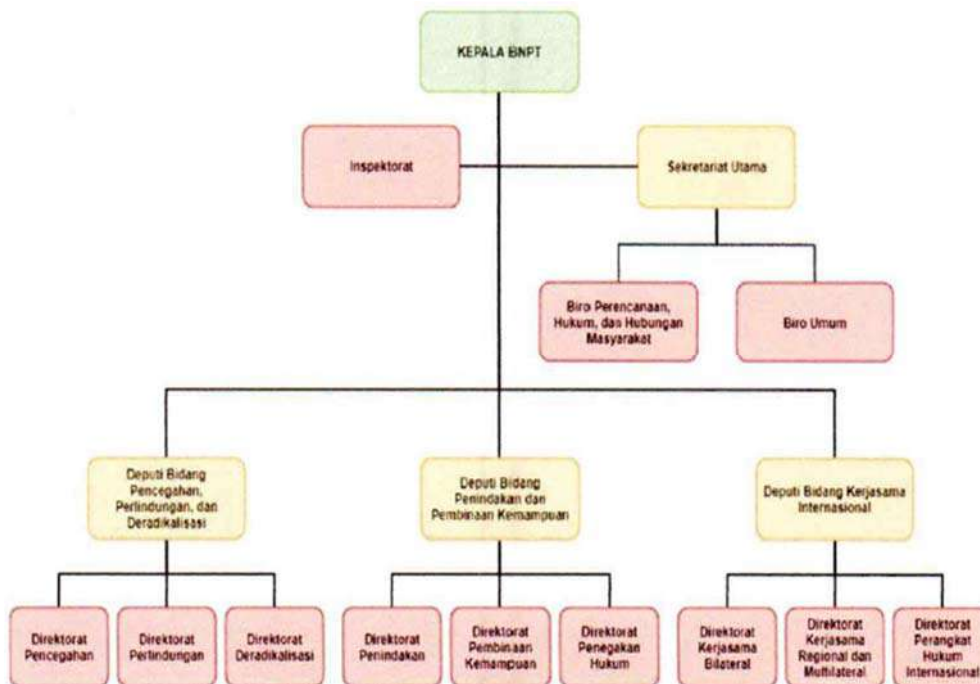 KEPALA BNPT
Inspektorat
Sekretariat Utama
Biro Perencanaan,
Hukum, dan Hubungan
Masyarakat
Biro Umum
Deputi Bidang
Pencegahan,
Perlindungan, dan
Deradikalisasi
Deputi Bidang
Penindakan dan
Pembinaan Kemampuan
Deputi Bidang Kerjasama
Internasional
Direktorat
Pencegahan
Direktorat
Perlindungan
Direktorat
Deradikalisasi
Direktorat
Penindakan
Direktorat
Pembinaan
Kemampuan
Direktorat
Penegakan
Hukum
Direktorat
Kerjasama
Bilateral
Direktorat
Kerjasama
Regional dan
Multilateral
Direktorat
Perangkat
Hukum
Internasional